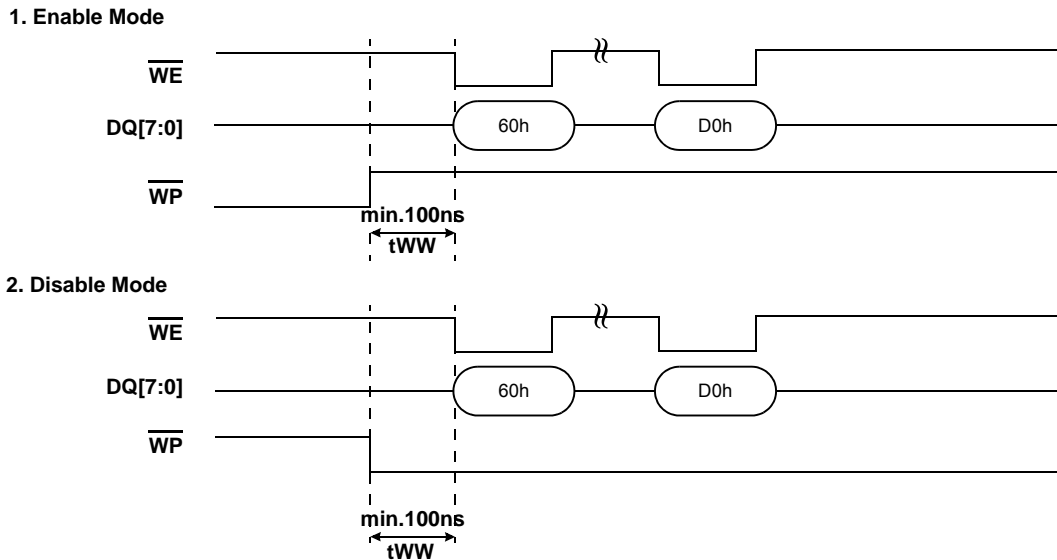 1. Enable Mode
WE
DQ[7:0]
60h
D0h
WP
min.100ns
tWW
2. Disable Mode
WE
DQ[7:0]
60h
D0h
WP
min.100ns
tWW